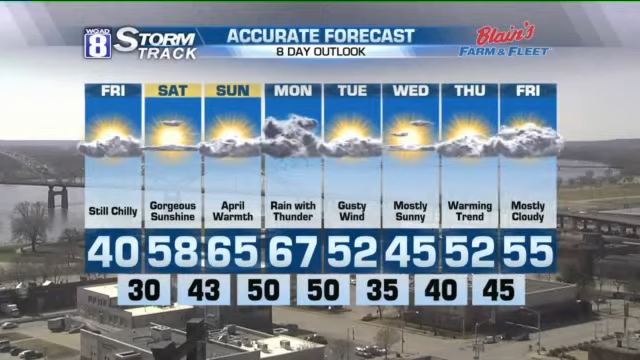 WQAD
8
STORM
TRACK
ACCURATE FORECAST
8 DAY OUTLOOK
Blain's
FARM & FLEET
FRI SAT SUN MON TUE WED THU FRI
Still Chilly
Gorgeous
Sunshine
April
Warmth
Rain with
Thunder
Gusty
Wind
Mostly
Sunny
Warming
Trend
Mostly
Cloudy
40 58 65 67 52 45 52 55
30 43 50 50 35 40 45